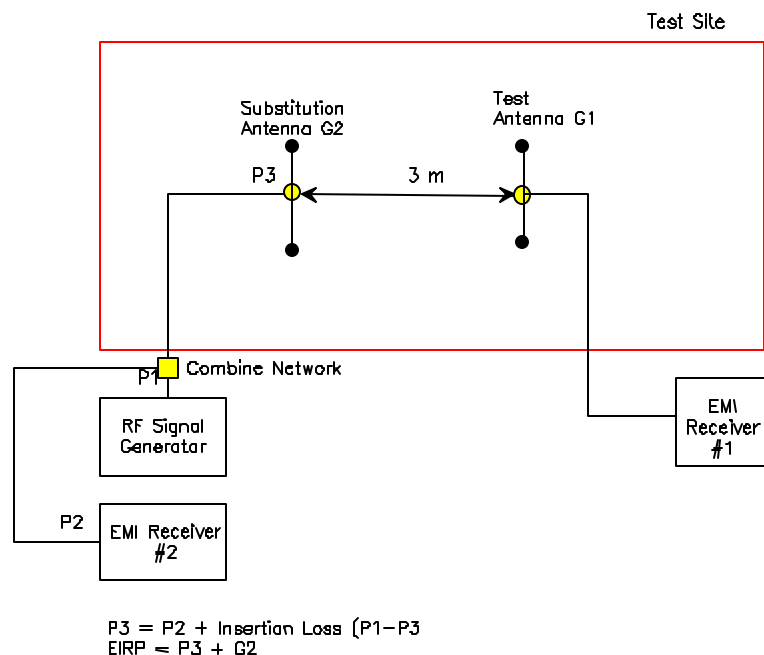 Test Site
Substitution
Antenna G2
Test
Antenna G1
P3
3 m
P1
Combine Network
RF Signal
Generator
EMI
Receiver
#1
P2
EMI Receiver
#2
P3 = P2 + Insertion Loss (P1-P3
EIRP = P3 + G2